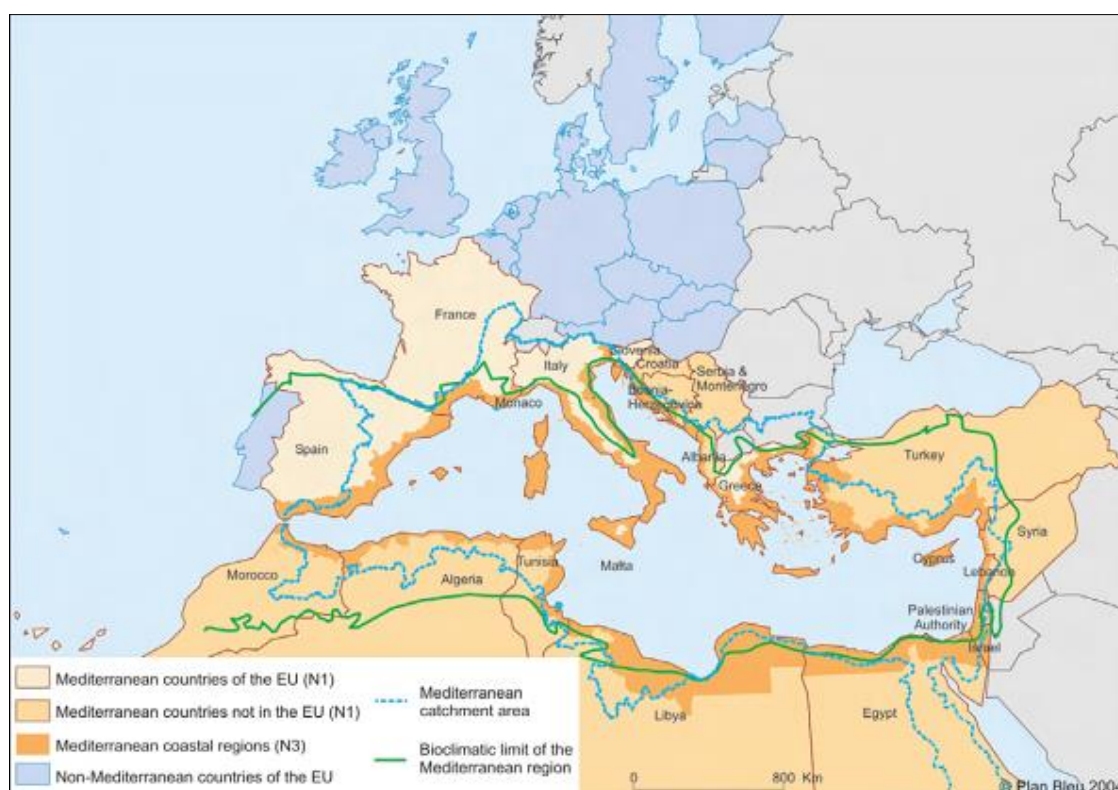 France
Slovenia
Italy
Croatia
Serbia &
Montenegro
Bosnia-
Herzegovica
Monaco
Spain
Albania
Turkey
Greece
Syria
Cyprus
Tunisia
Malta
Lebanon
Morocco
Algeria
Palestinian
Authority
Israel
Libya
Egypt
Mediterranean countries of the EU (N1)
Mediterranean countries not in the EU (N1)
Mediterranean coastal regions (N3)
Non-Mediterranean countries of the EU
Mediterranean
catchment area
Bioclimatic limit of the
Mediterranean region
0 800 Km
© Plan Bleu 200